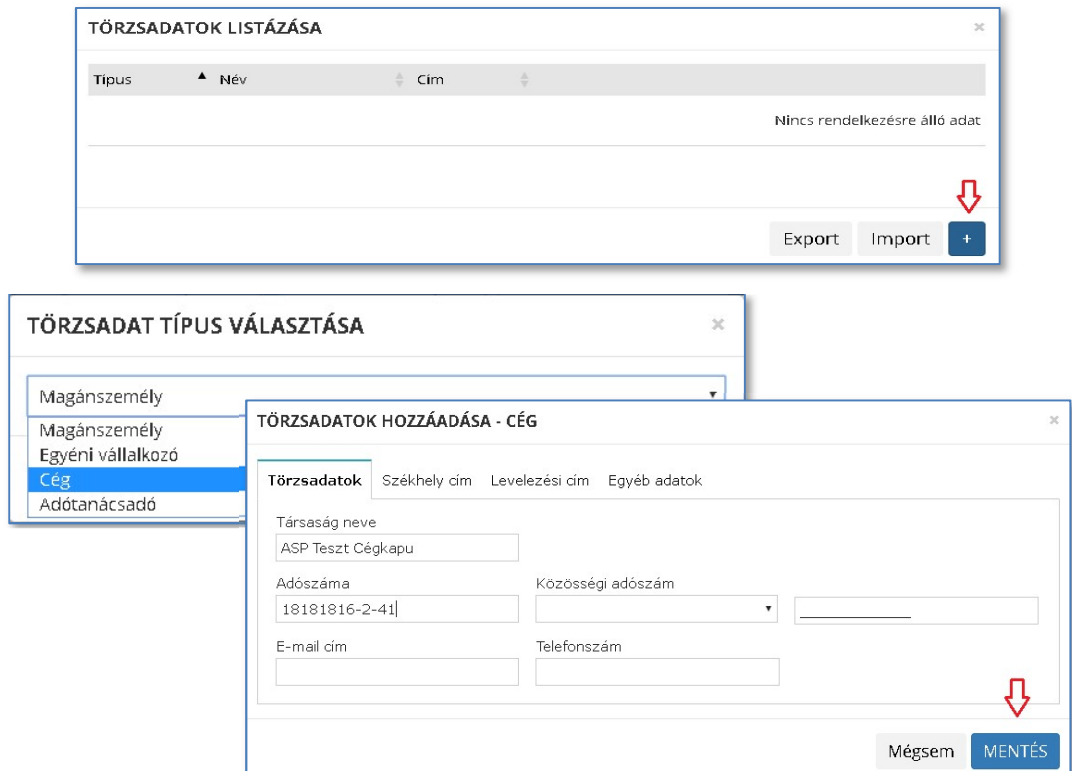 TÖRZSADATOK LISTÁZÁSA ×
Típus Név Cím
Nincs rendelkezésre álló adat
Export Import +
TÖRZSADAT TÍPUS VÁLASZTÁSA ×
Magánszemély
Magánszemély
Egyéni vállalkozó
Cég
Adótanácsadó
TÖRZSADATOK HOZZÁADÁSA - CÉG ×
Törzsadatok Székhely cím Levelezési cím Egyéb adatok
Társaság neve
ASP Teszt Cégkapu
Adószáma Közösségi adószám
18181816-2-41
E-mail cím Telefonszám
Mégsem MENTÉS